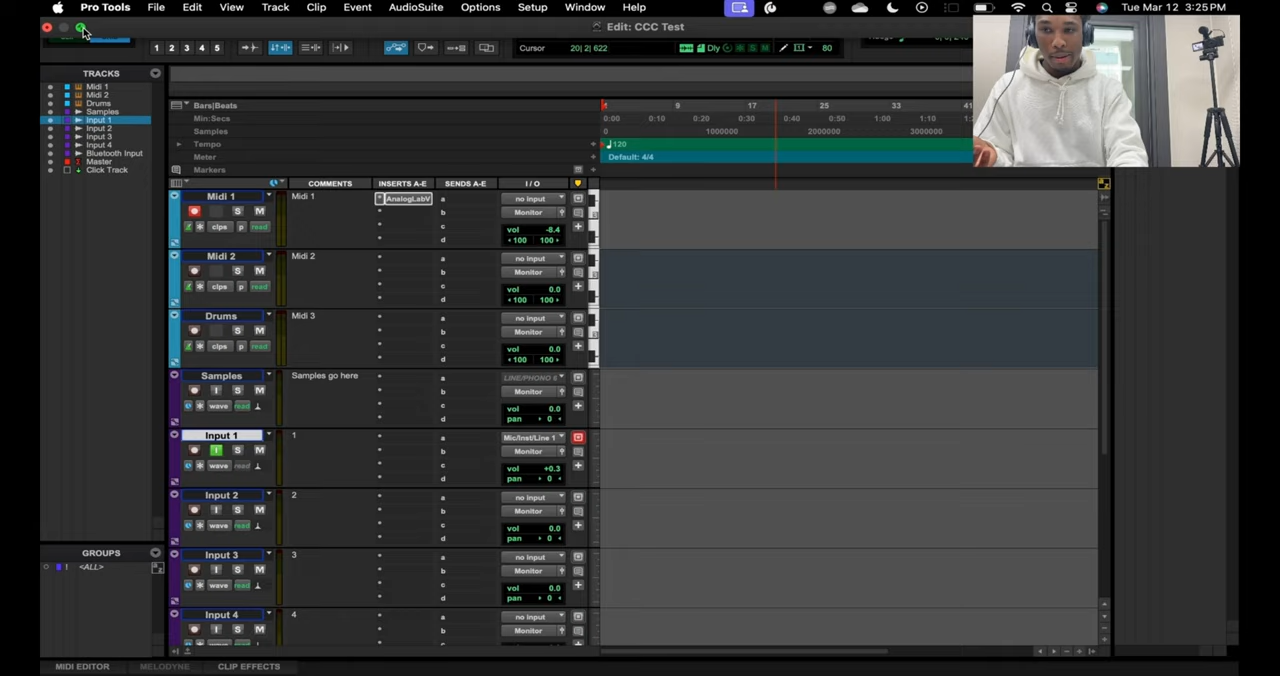 Pro Tools File Edit View Track Clip Event AudioSuite Options Setup Window Help Tue Mar 12 3:25 PM
Edit: CCC Test
1 2 3 4 5 Cursor 20| 2| 622 Dly S M 80
TRACKS
Midi 1
Midi 2
Drums
Samples
Input 1
Input 2
Input 3
Input 4
Bluetooth Input
Master
Click Track
Bars|Beats 1 9 17 25 33 41
Min:Secs 0:00 0:10 0:20 0:30 0:40 0:50 1:00 1:10
Samples 0 1000000 2000000 3000000
Tempo 120
Meter Default: 4/4
Markers
COMMENTS INSERTS A-E SENDS A-E I / O
Midi 1 Midi 1 AnalogLabV a no input
S M b Monitor
clps p read c vol -8.4
d 100 100
Midi 2 Midi 2 a no input
S M b Monitor
clps p read c vol 0.0
d 100 100
Drums Midi 3 a no input
S M b Monitor
clps p read c vol 0.0
d 100 100
Samples Samples go here a LINE/PHONO 6
I S M b Monitor
wave read c vol 0.0
d pan 0
Input 1 1 a Mic/Inst/Line 1
I S M b Monitor
wave read c vol +0.3
d pan 0
Input 2 2 a no input
I S M b Monitor
wave read c vol 0.0
d pan 0
Input 3 3 a no input
I S M b Monitor
wave read c vol 0.0
d pan 0
Input 4 4 a no input
I S M b Monitor
GROUPS
! <ALL>
MIDI EDITOR MELODYNE CLIP EFFECTS